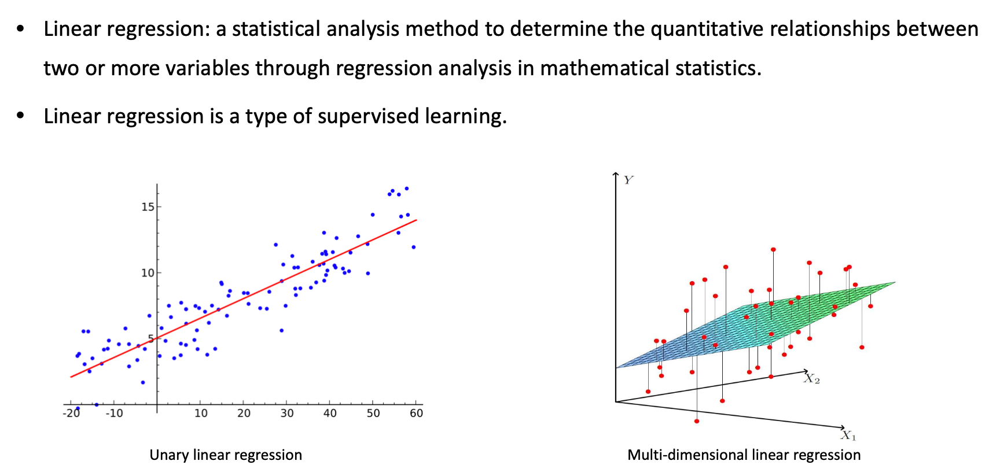 • Linear regression: a statistical analysis method to determine the quantitative relationships between
two or more variables through regression analysis in mathematical statistics.
• Linear regression is a type of supervised learning.
15
10
5
-20 -10 10 20 30 40 50 60
Unary linear regression
Y
X₂
X₁
Multi-dimensional linear regression